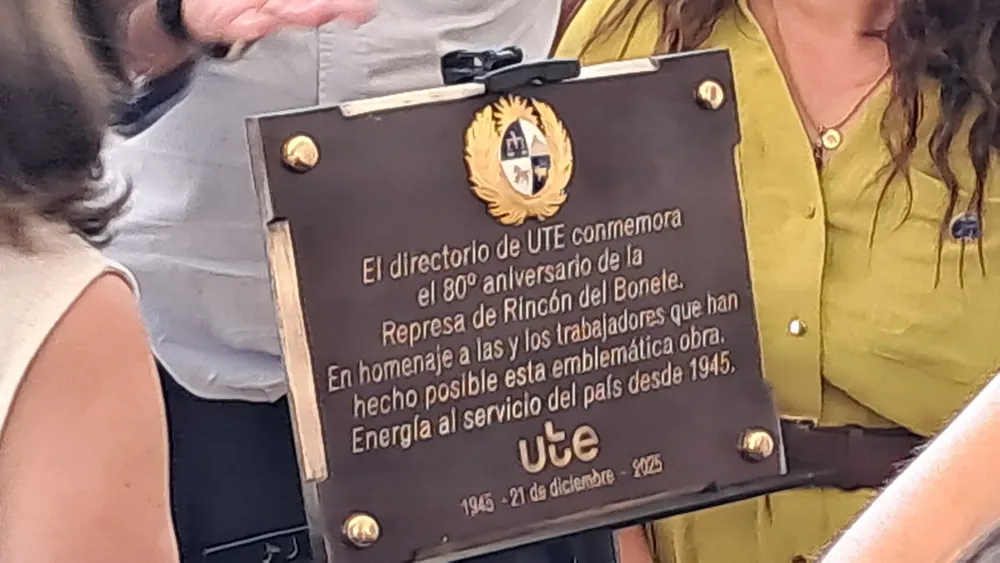 El directorio de UTE conmemora
el 80º aniversario de la
Represa de Rincón del Bonete.
En homenaje a las y los trabajadores que han
hecho posible esta emblemática obra.
Energía al servicio del país desde 1945.
ute
1945 - 21 de diciembre - 2025